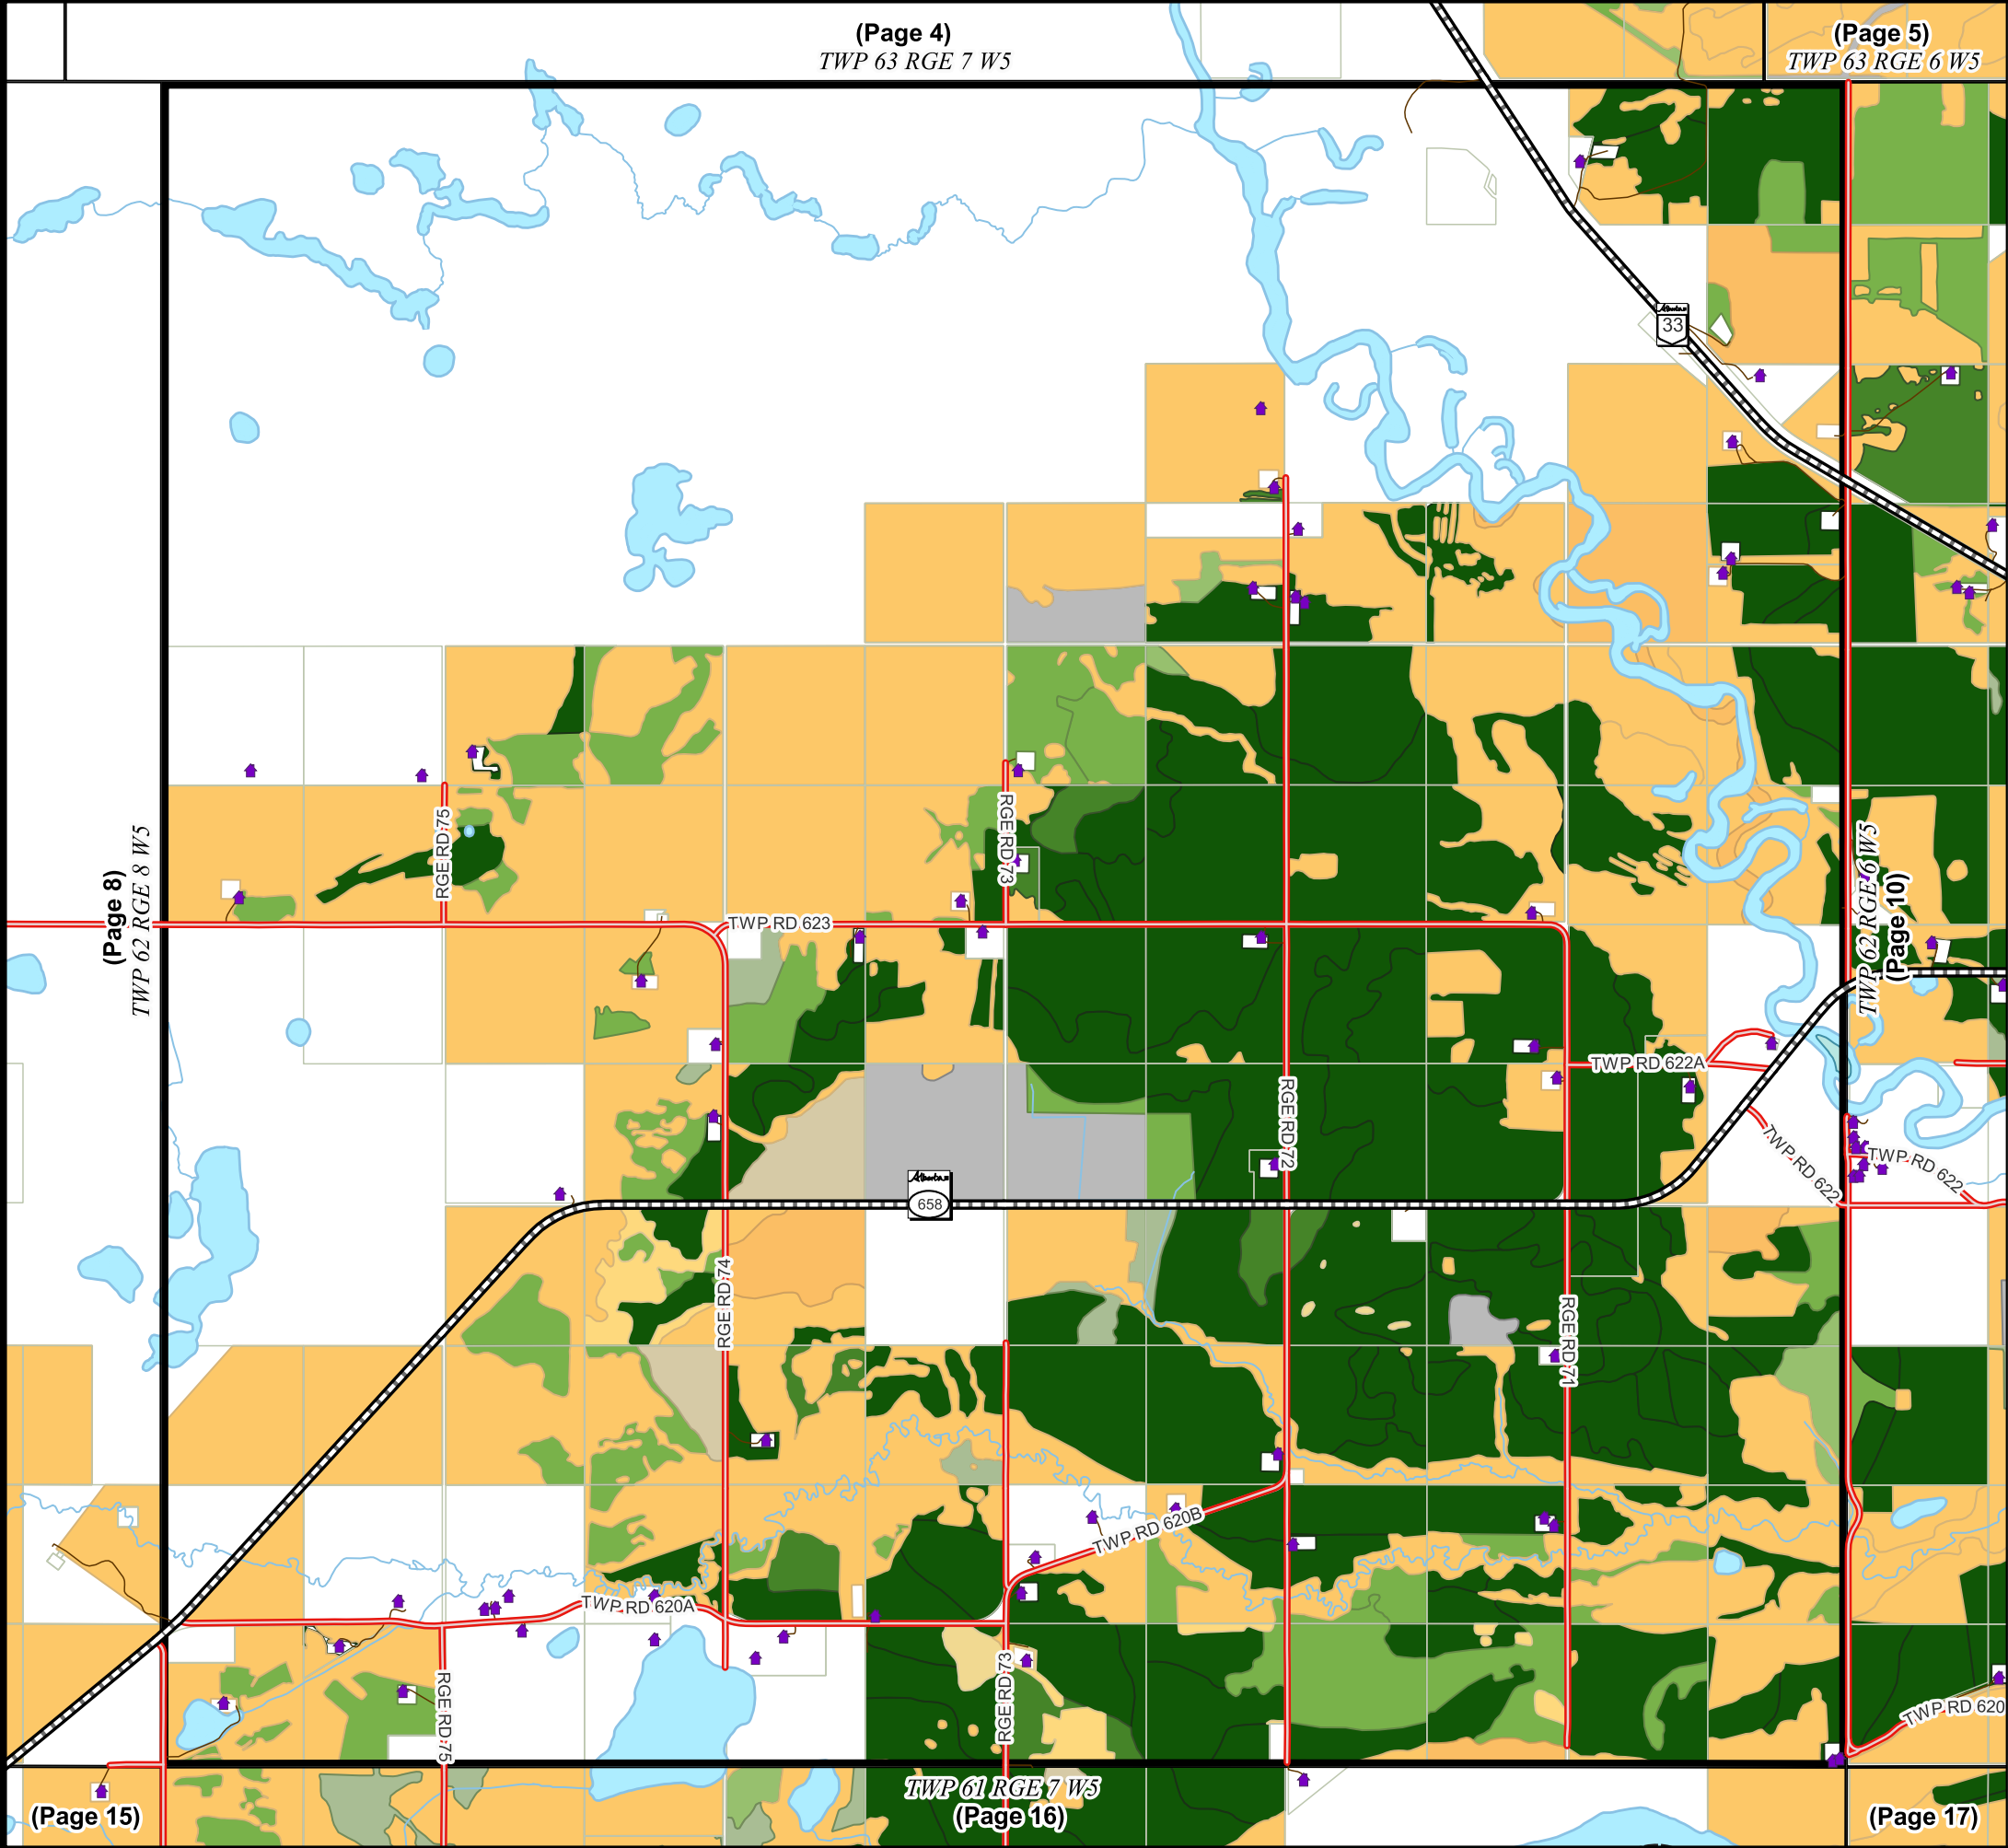 (Page 4)
TWP 63 RGE 7 W5
(Page 5)
TWP 63 RGE 6 W5
Alberta
33
(Page 8)
TWP 62 RGE 8 W5
RGE RD 75
RGE RD 73
TWP RD 623
TWP 62 RGE 6 W5
(Page 10)
TWP RD 622A
RGE RD 72
TWP RD 622
TWP RD 622
Alberta
658
RGE RD 74
RGE RD 71
TWP RD 620B
TWP RD 620A
RGE RD 75
RGE RD 73
TWP RD 620
TWP 61 RGE 7 W5
(Page 15)
(Page 16)
(Page 17)